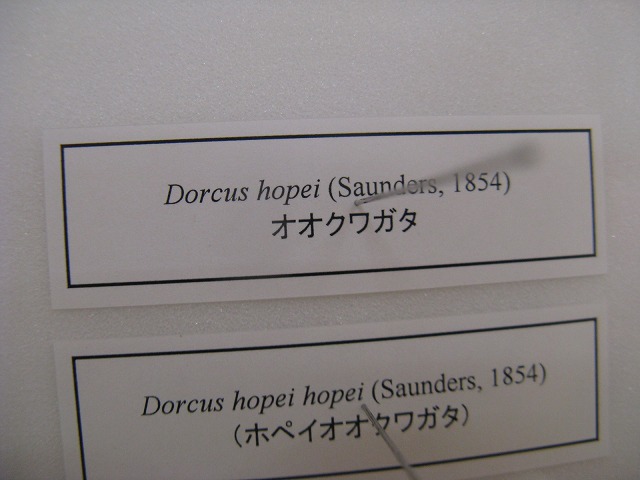 Dorcus hopei (Saunders, 1854)
オオクワガタ
Dorcus hopei hopei (Saunders, 1854)
（ホペイオオクワガタ）